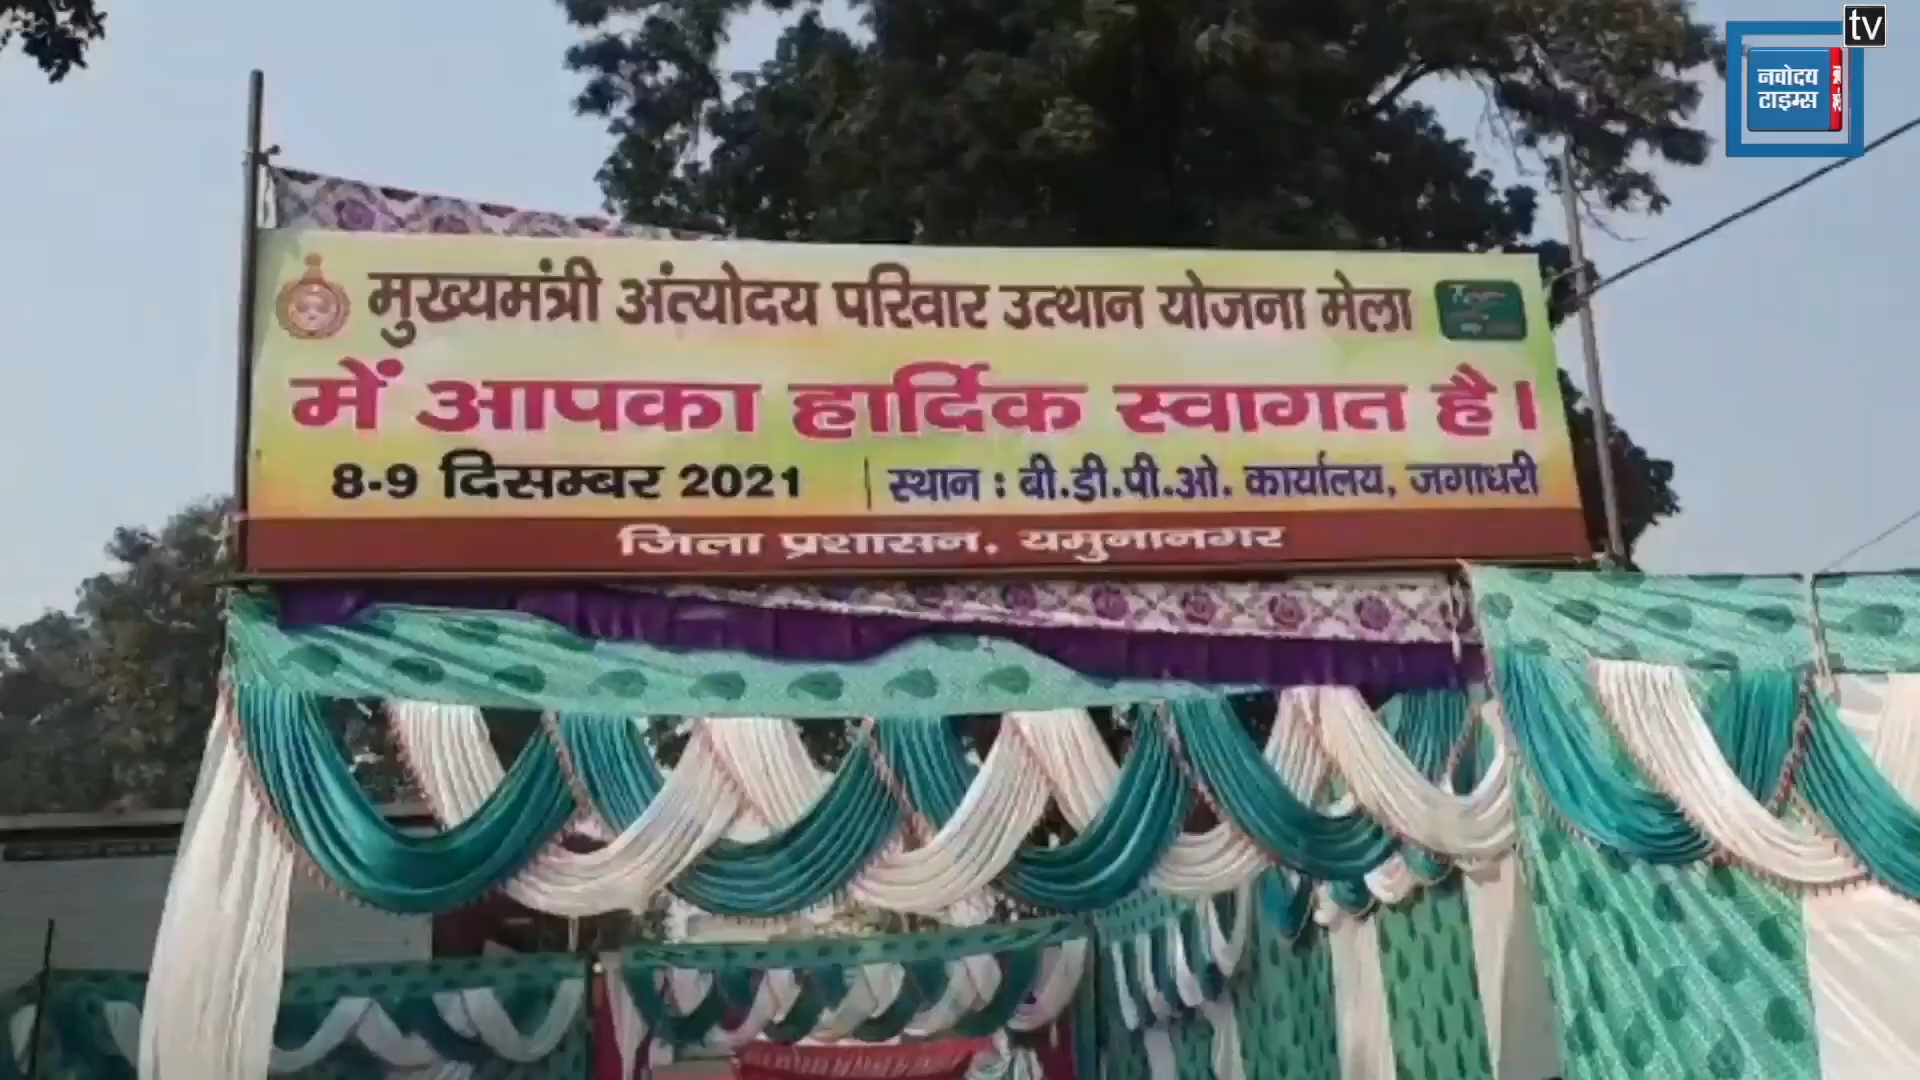 tv
नवोदय
टाइम्स
मुख्यमंत्री अंत्योदय परिवार उत्थान योजना मेला
में आपका हार्दिक स्वागत है।
8-9 दिसम्बर 2021 | स्थान : बी.डी.पी.ओ. कार्यालय, जगाधरी
जिला प्रशासन, यमुनानगर